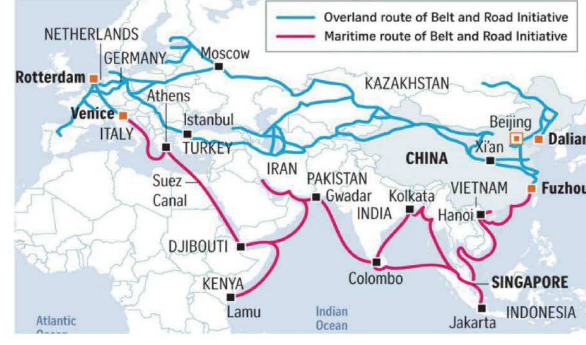 Overland route of Belt and Road Initiative
Maritime route of Belt and Road Initiative
NETHERLANDS
GERMANY
Moscow
Rotterdam
KAZAKHSTAN
Athens
Beijing
Venice
Istanbul
Dalian
ITALY
TURKEY
Xi'an
CHINA
IRAN
PAKISTAN
Suez
Canal
Gwadar
Kolkata
VIETNAM
Fuzhou
INDIA
Hanoi
DJIBOUTI
KENYA
Colombo
SINGAPORE
Lamu
Indian
Ocean
INDONESIA
Jakarta
Atlantic